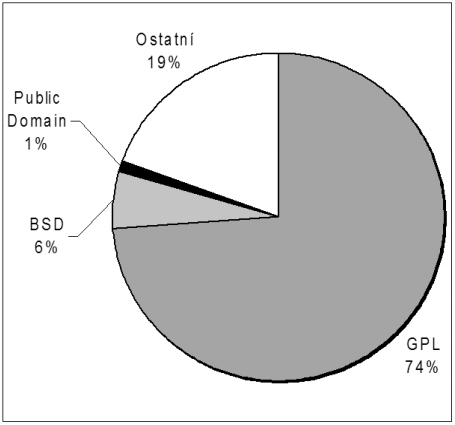 Ostatní
19%
Public
Domain
1%
BSD
6%
GPL
74%